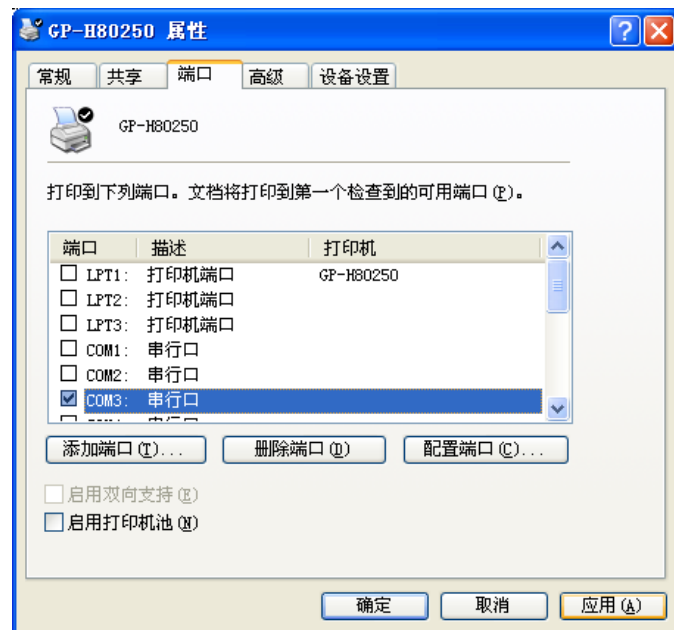 GP-H80250 属性
常规 共享 端口 高级 设备设置
GP-H80250
打印到下列端口。文档将打印到第一个检查到的可用端口(P)。
端口 描述 打印机
LPT1: 打印机端口 GP-H80250
LPT2: 打印机端口
LPT3: 打印机端口
COM1: 串行口
COM2: 串行口
COM3: 串行口
添加端口(T)... 删除端口(D) 配置端口(C)...
启用双向支持(E)
启用打印机池(N)
确定 取消 应用(A)